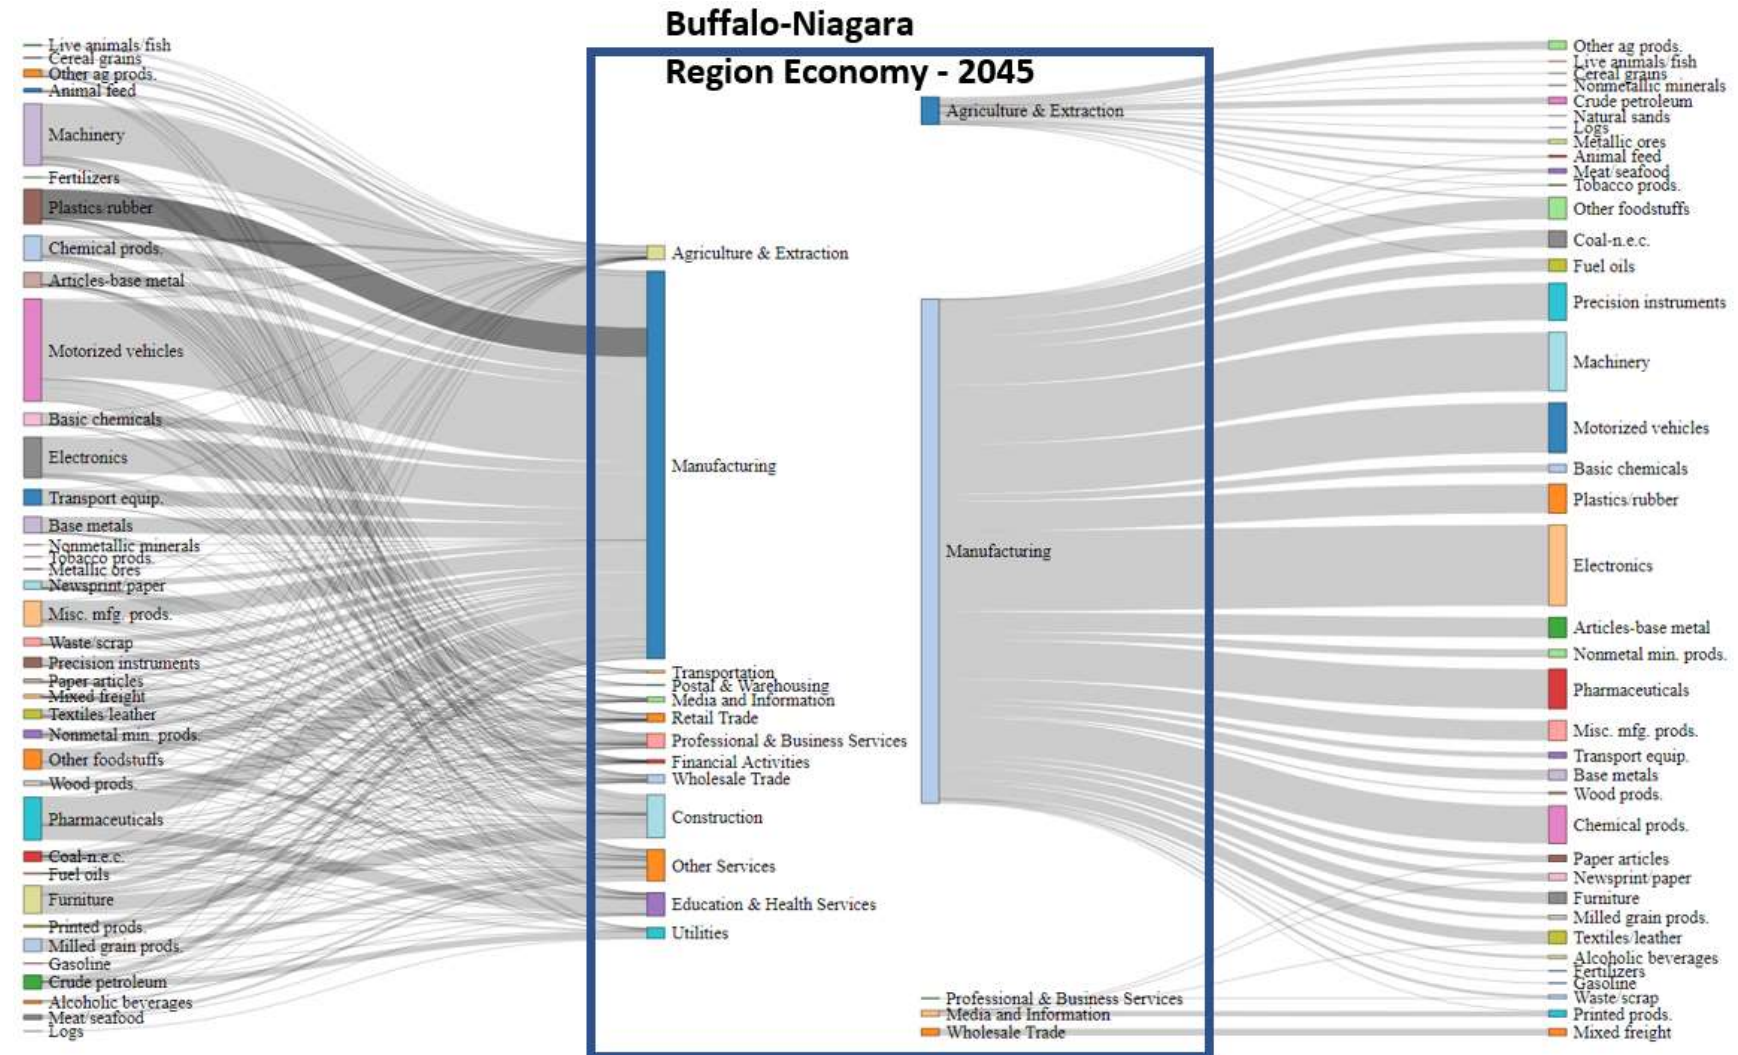 Buffalo-Niagara
Region Economy - 2045
Live animals/fish
Cereal grains
Other ag prods.
Animal feed
Machinery
Fertilizers
Plastics/rubber
Chemical prods.
Articles-base metal
Motorized vehicles
Basic chemicals
Electronics
Transport equip.
Base metals
Nonmetallic minerals
Tobacco prods.
Metallic ores
Newsprint/paper
Misc. mfg. prods.
Waste/scrap
Precision instruments
Paper articles
Mixed freight
Textiles/leather
Nonmetal min. prods.
Other foodstuffs
Wood prods.
Pharmaceuticals
Coal-n.e.c.
Fuel oils
Furniture
Printed prods.
Milled grain prods.
Gasoline
Crude petroleum
Alcoholic beverages
Meat/seafood
Logs
Agriculture & Extraction
Manufacturing
Transportation
Postal & Warehousing
Media and Information
Retail Trade
Professional & Business Services
Financial Activities
Wholesale Trade
Construction
Other Services
Education & Health Services
Utilities
Agriculture & Extraction
Manufacturing
Professional & Business Services
Media and Information
Wholesale Trade
Other ag prods.
Live animals/fish
Cereal grains
Nonmetallic minerals
Crude petroleum
Natural sands
Logs
Metallic ores
Animal feed
Meat/seafood
Tobacco prods.
Other foodstuffs
Coal-n.e.c.
Fuel oils
Precision instruments
Machinery
Motorized vehicles
Basic chemicals
Plastics/rubber
Electronics
Articles-base metal
Nonmetal min. prods.
Pharmaceuticals
Misc. mfg. prods.
Transport equip.
Base metals
Wood prods.
Chemical prods.
Paper articles
Newsprint/paper
Furniture
Milled grain prods.
Textiles/leather
Alcoholic beverages
Fertilizers
Gasoline
Waste/scrap
Printed prods.
Mixed freight